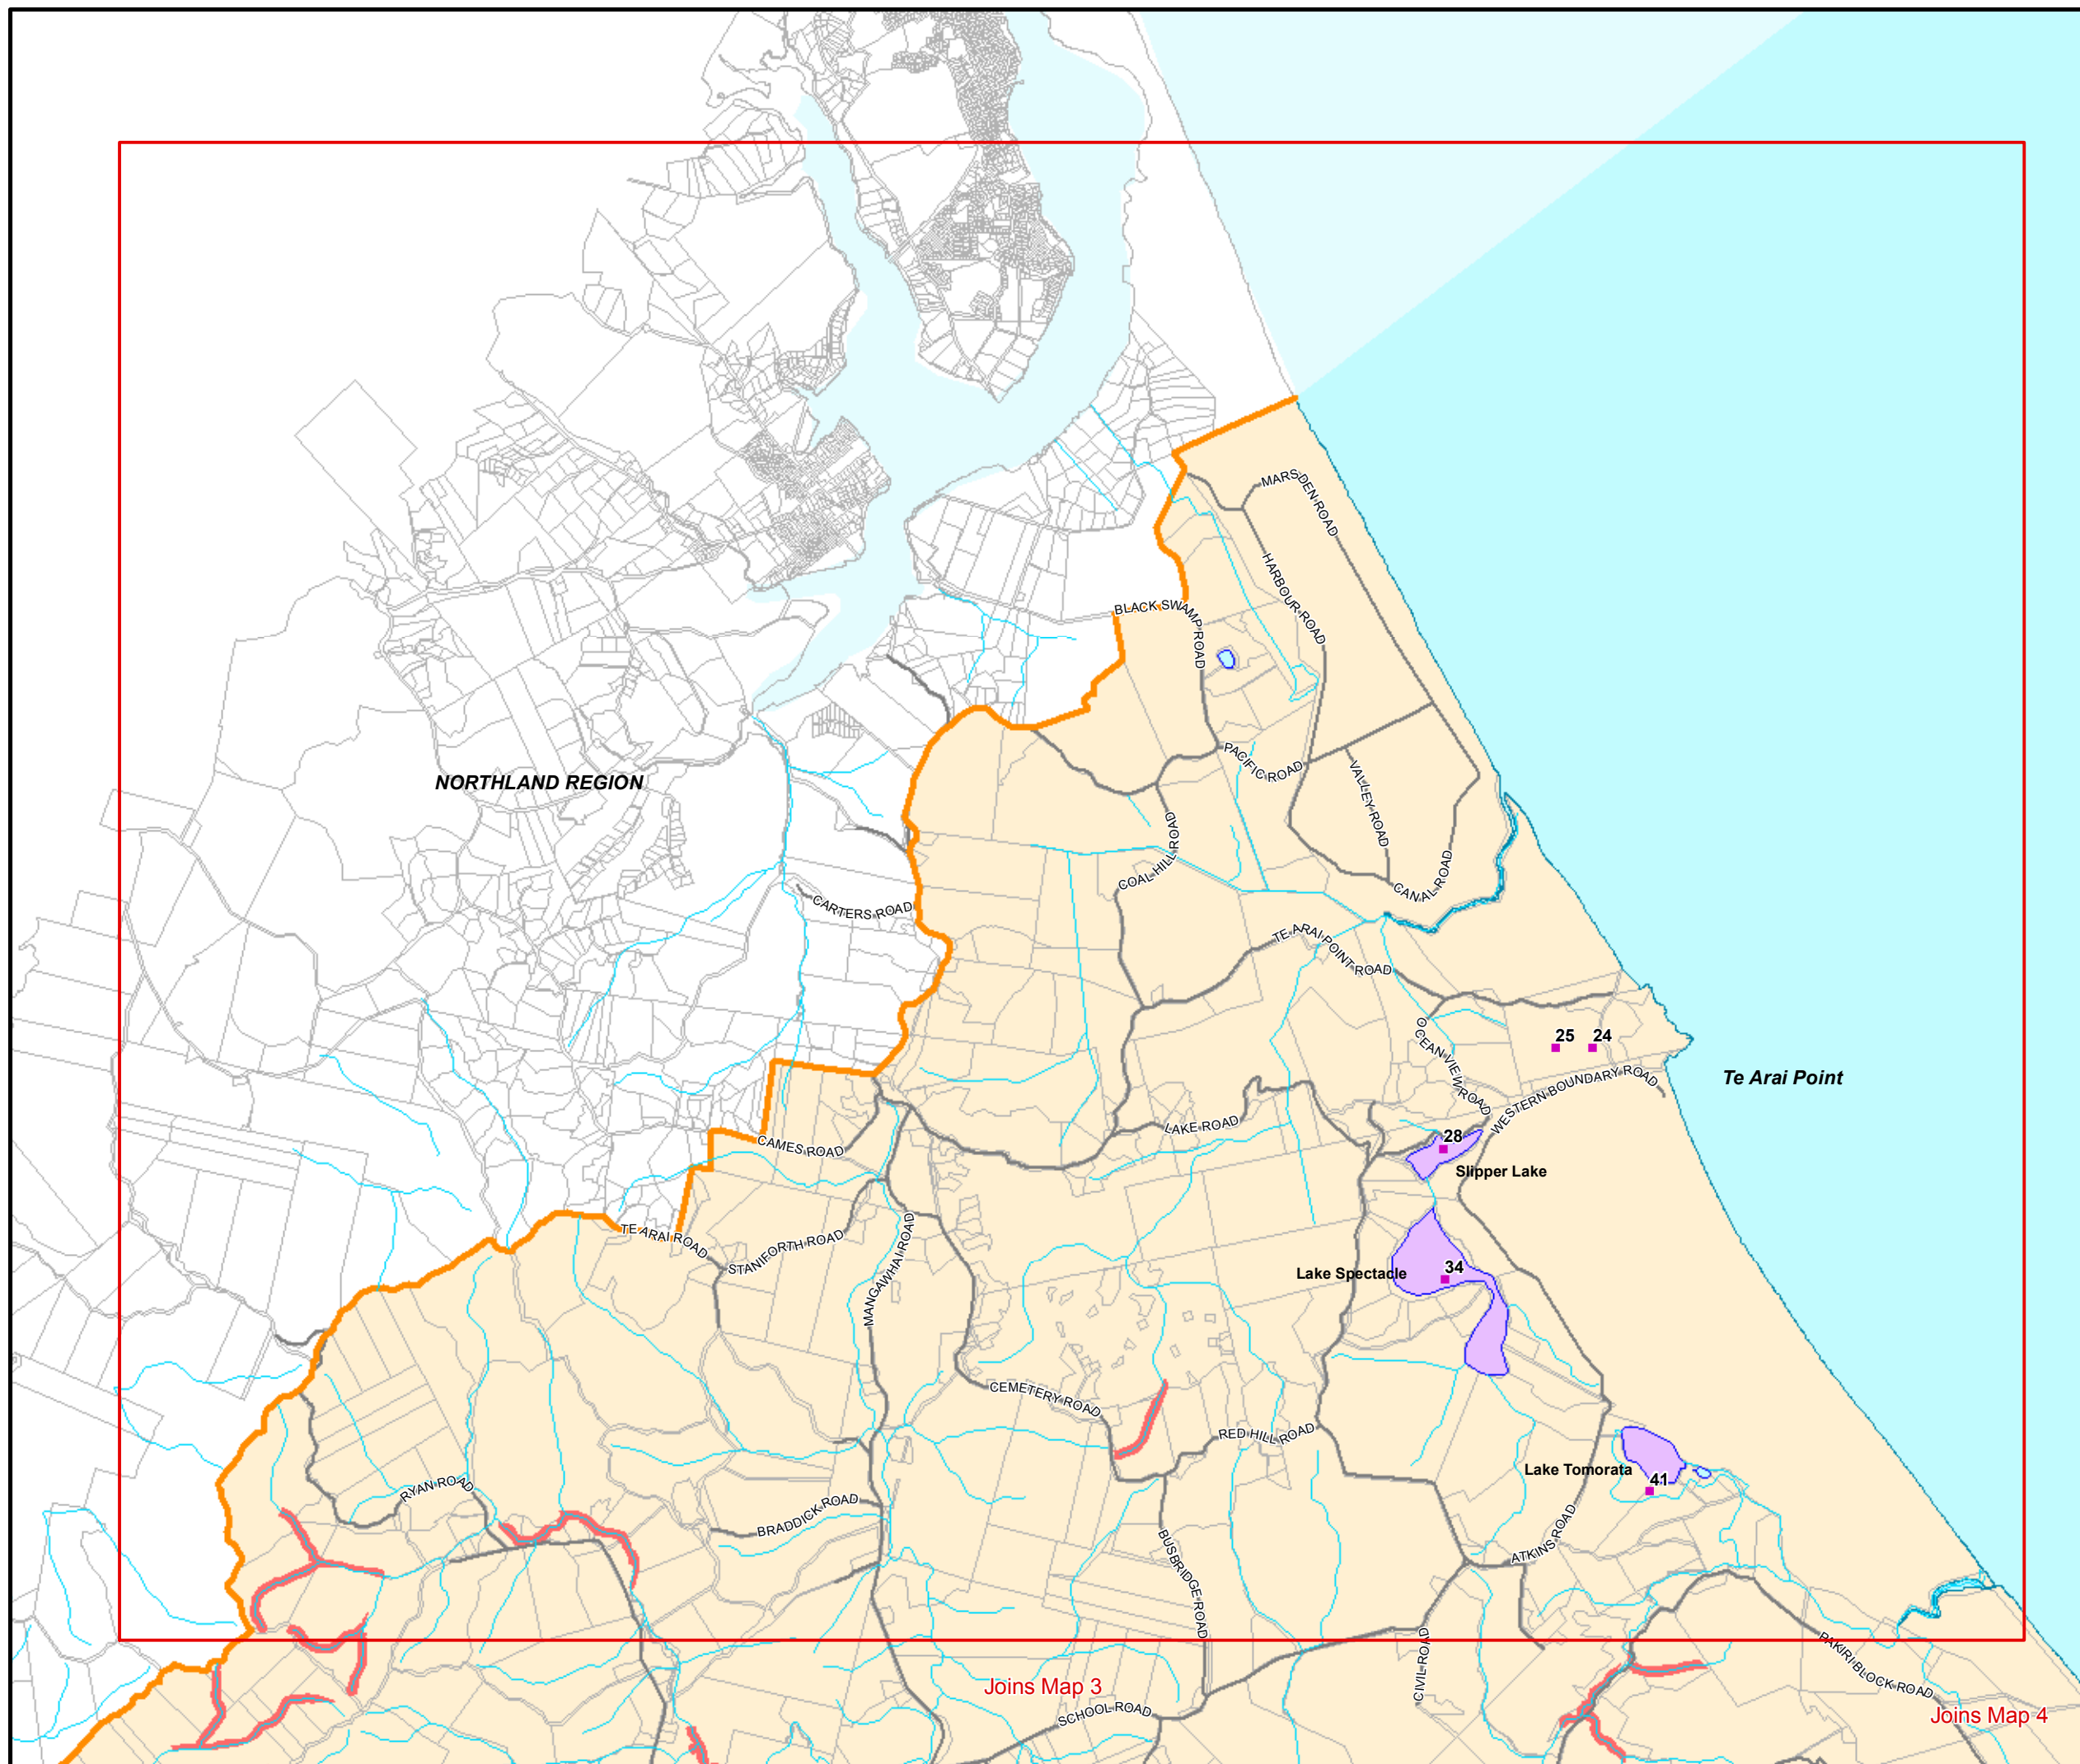 MARSDEN ROAD
HARBOUR ROAD
BLACK SWAMP ROAD
PACIFIC ROAD
VALLEY ROAD
NORTHLAND REGION
COAL HILL ROAD
CANAL ROAD
CARTERS ROAD
TE ARAI POINT ROAD
25
24
OCEAN VIEW ROAD
WESTERN BOUNDARY ROAD
Te Arai Point
LAKE ROAD
CAMES ROAD
28
Slipper Lake
TE ARAI ROAD
STANIFORTH ROAD
MANGAWHAI ROAD
Lake Spectacle
34
CEMETERY ROAD
RED HILL ROAD
Lake Tomorata
41
RYAN ROAD
BRADDICK ROAD
BUSBRIDGE ROAD
ATKINS ROAD
CIVIL ROAD
PAKIRI BLOCK ROAD
Joins Map 3
SCHOOL ROAD
Joins Map 4